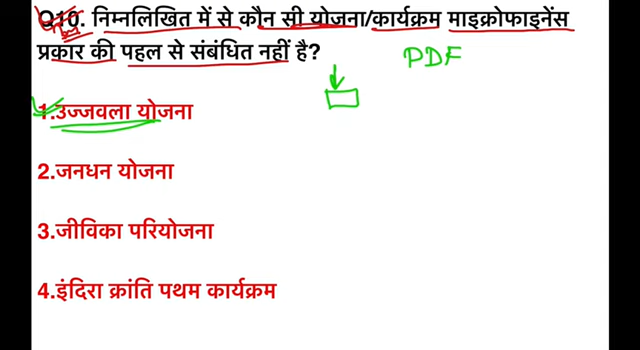 Q10. निम्नलिखित में से कौन सी योजना/कार्यक्रम माइक्रोफाइनेंस
प्रकार की पहल से संबंधित नहीं है?
PDF
1.उज्जवला योजना
2.जनधन योजना
3.जीविका परियोजना
4.इंदिरा क्रांति पथम कार्यक्रम